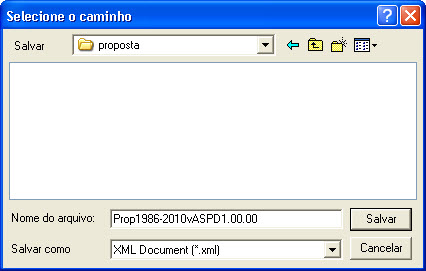 Selecione o caminho
Salvar proposta
Nome do arquivo: Prop1986-2010vASPD1.00.00 Salvar
Salvar como XML Document (*.xml) Cancelar